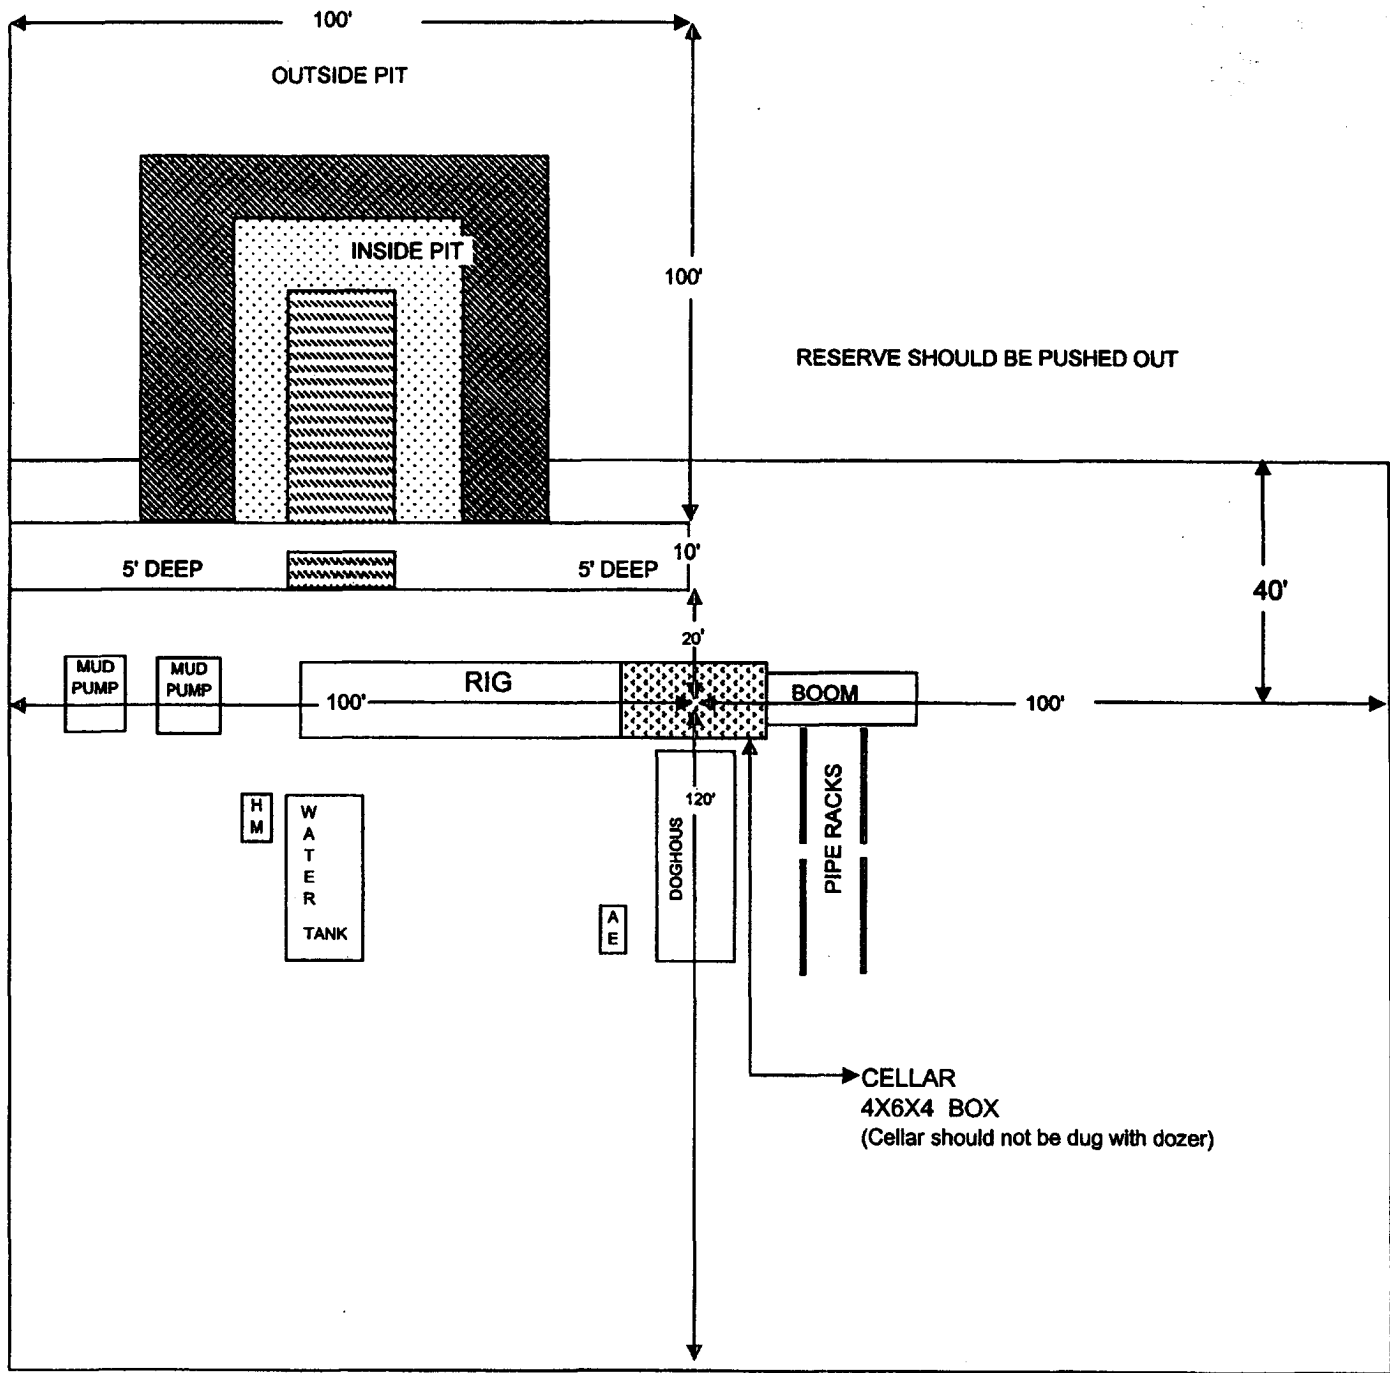 100'
OUTSIDE PIT
INSIDE PIT
100'
RESERVE SHOULD BE PUSHED OUT
10'
5' DEEP
5' DEEP
40'
20'
MUD
PUMP
MUD
PUMP
RIG
BOOM
100'
100'
H
M
W
A
T
E
R
TANK
120'
DOGHOUS
PIPE RACKS
A
E
CELLAR
4X6X4 BOX
(Cellar should not be dug with dozer)